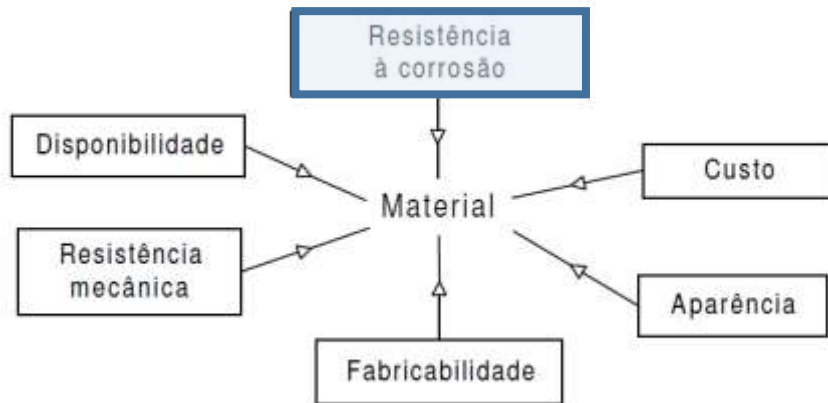 Resistência
à corrosão
Disponibilidade
Custo
Material
Resistência
mecânica
Aparência
Fabricabilidade